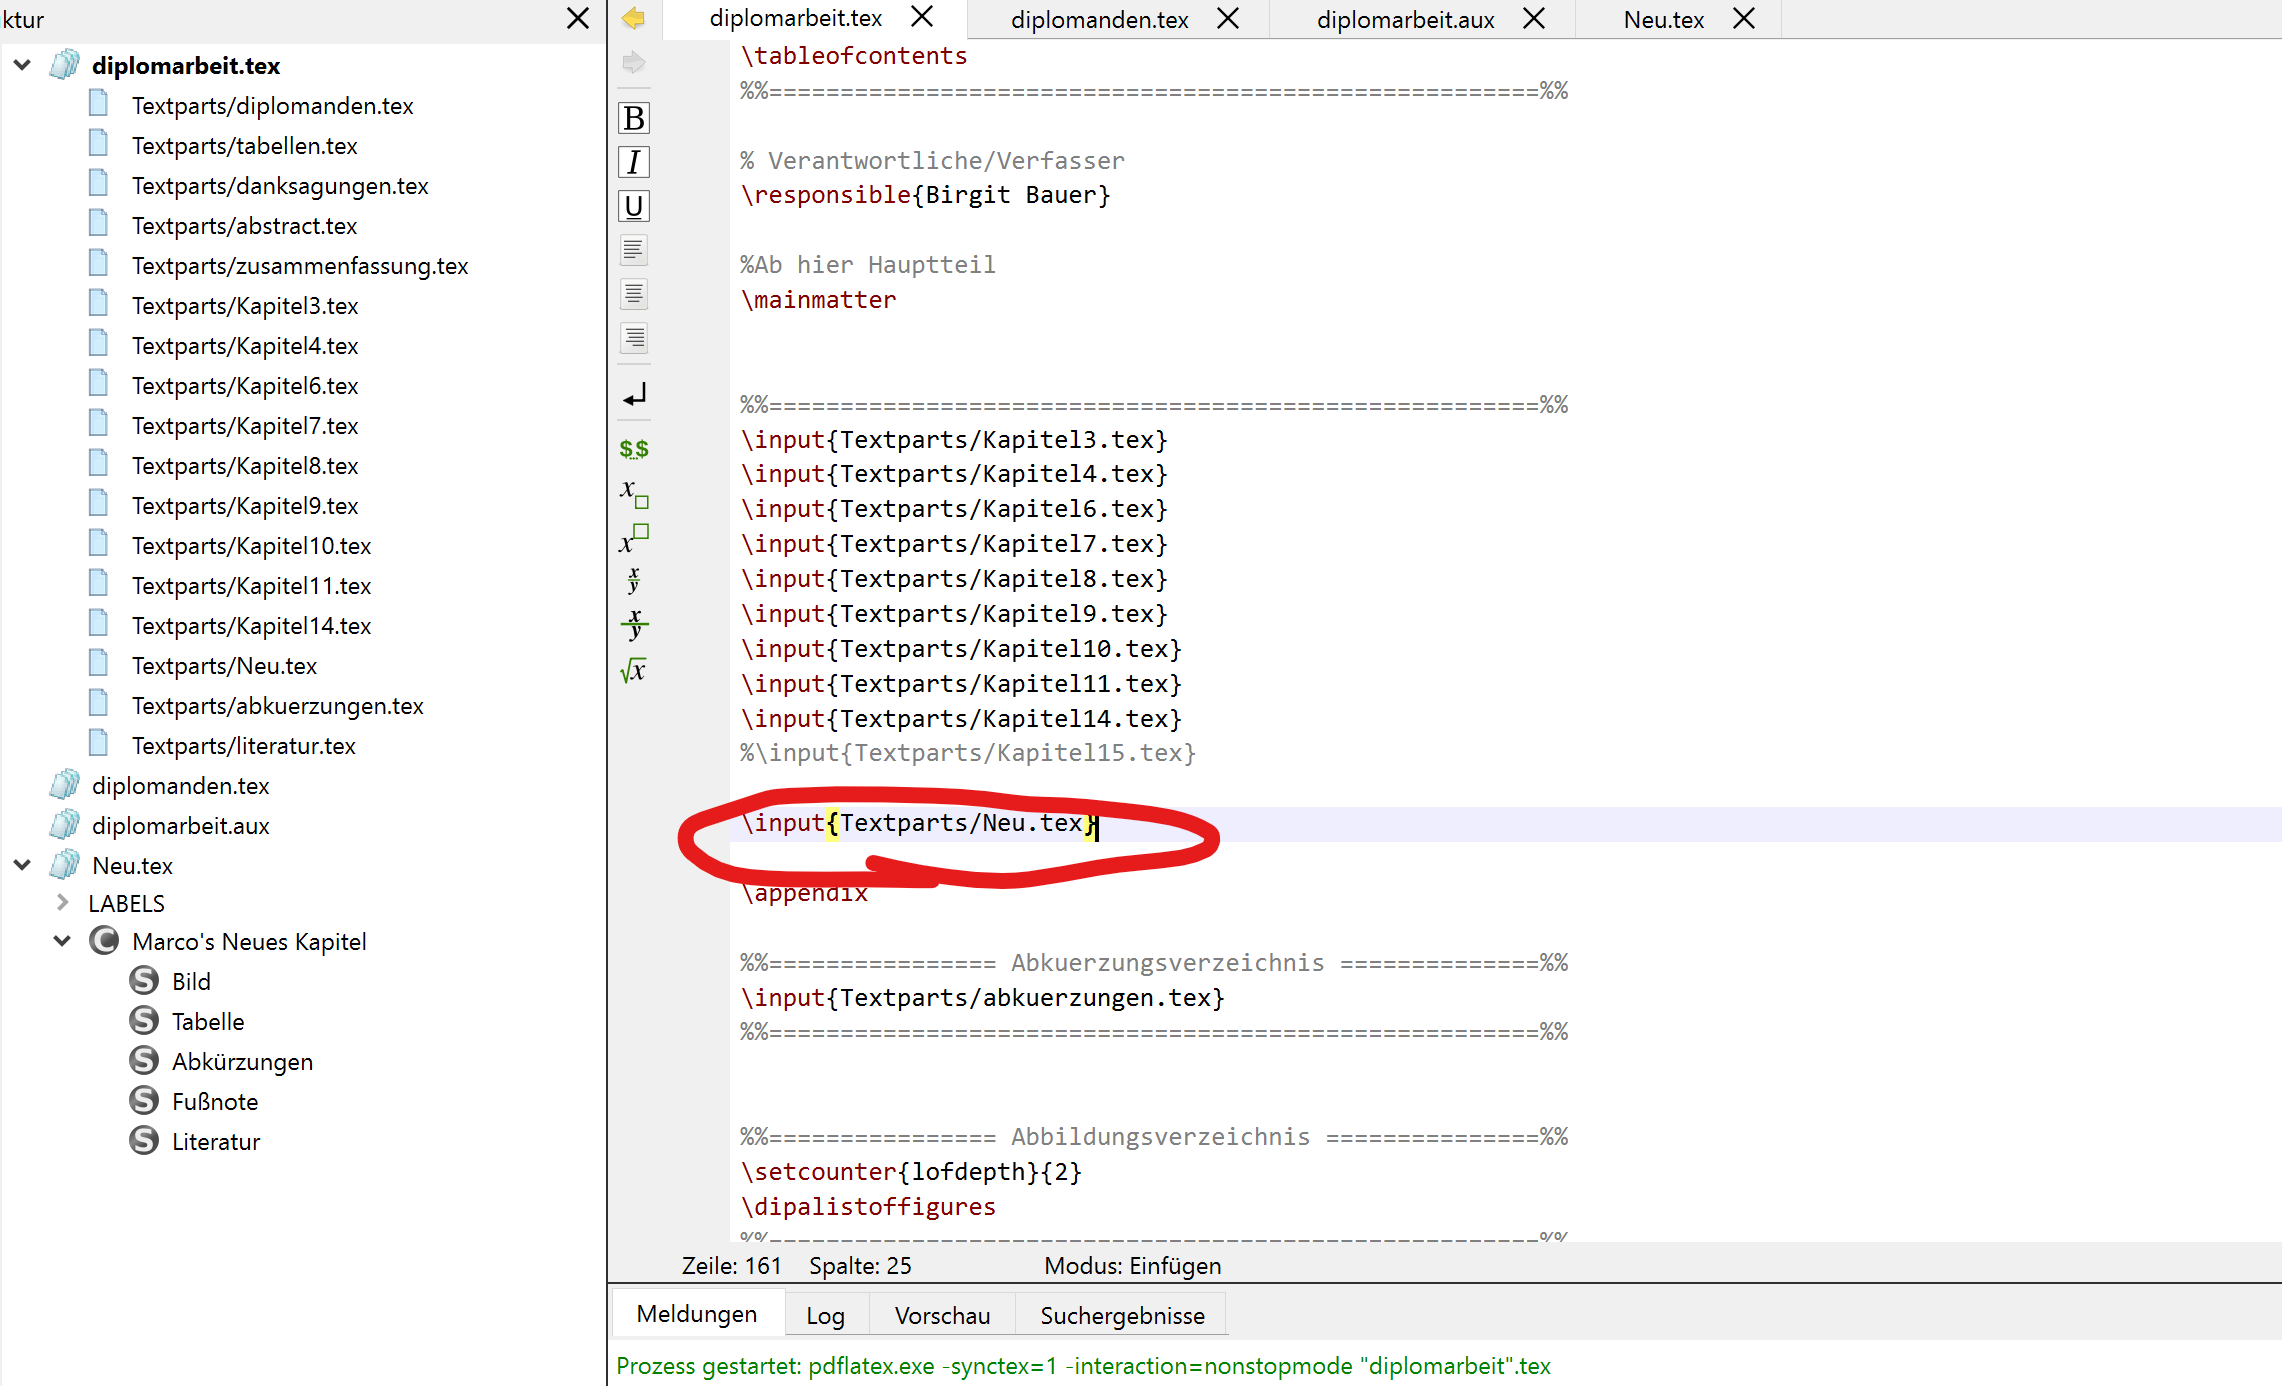 ktur
diplomarbeit.tex
Textparts/diplomanden.tex
Textparts/tabellen.tex
Textparts/danksagungen.tex
Textparts/abstract.tex
Textparts/zusammenfassung.tex
Textparts/Kapitel3.tex
Textparts/Kapitel4.tex
Textparts/Kapitel6.tex
Textparts/Kapitel7.tex
Textparts/Kapitel8.tex
Textparts/Kapitel9.tex
Textparts/Kapitel10.tex
Textparts/Kapitel11.tex
Textparts/Kapitel14.tex
Textparts/Neu.tex
Textparts/abkuerzungen.tex
Textparts/literatur.tex
diplomanden.tex
diplomarbeit.aux
Neu.tex
LABELS
C Marco's Neues Kapitel
S Bild
S Tabelle
S Abkürzungen
S Fußnote
S Literatur
B
I
U
$$
x
x
x/y
x/y
√x
diplomarbeit.tex diplomanden.tex diplomarbeit.aux Neu.tex
\tableofcontents
%%======================================================%%
% Verantwortliche/Verfasser
\responsible{Birgit Bauer}
%Ab hier Hauptteil
\mainmatter
%%======================================================%%
\input{Textparts/Kapitel3.tex}
\input{Textparts/Kapitel4.tex}
\input{Textparts/Kapitel6.tex}
\input{Textparts/Kapitel7.tex}
\input{Textparts/Kapitel8.tex}
\input{Textparts/Kapitel9.tex}
\input{Textparts/Kapitel10.tex}
\input{Textparts/Kapitel11.tex}
\input{Textparts/Kapitel14.tex}
%\input{Textparts/Kapitel15.tex}
\input{Textparts/Neu.tex}
\appendix
%%================ Abkuerzungsverzeichnis ==============%%
\input{Textparts/abkuerzungen.tex}
%%======================================================%%
%%================ Abbildungsverzeichnis ===============%%
\setcounter{lofdepth}{2}
\dipalistoffigures
%%======================================================%%
Zeile: 161 Spalte: 25 Modus: Einfügen
Meldungen Log Vorschau Suchergebnisse
Prozess gestartet: pdflatex.exe -synctex=1 -interaction=nonstopmode "diplomarbeit".tex